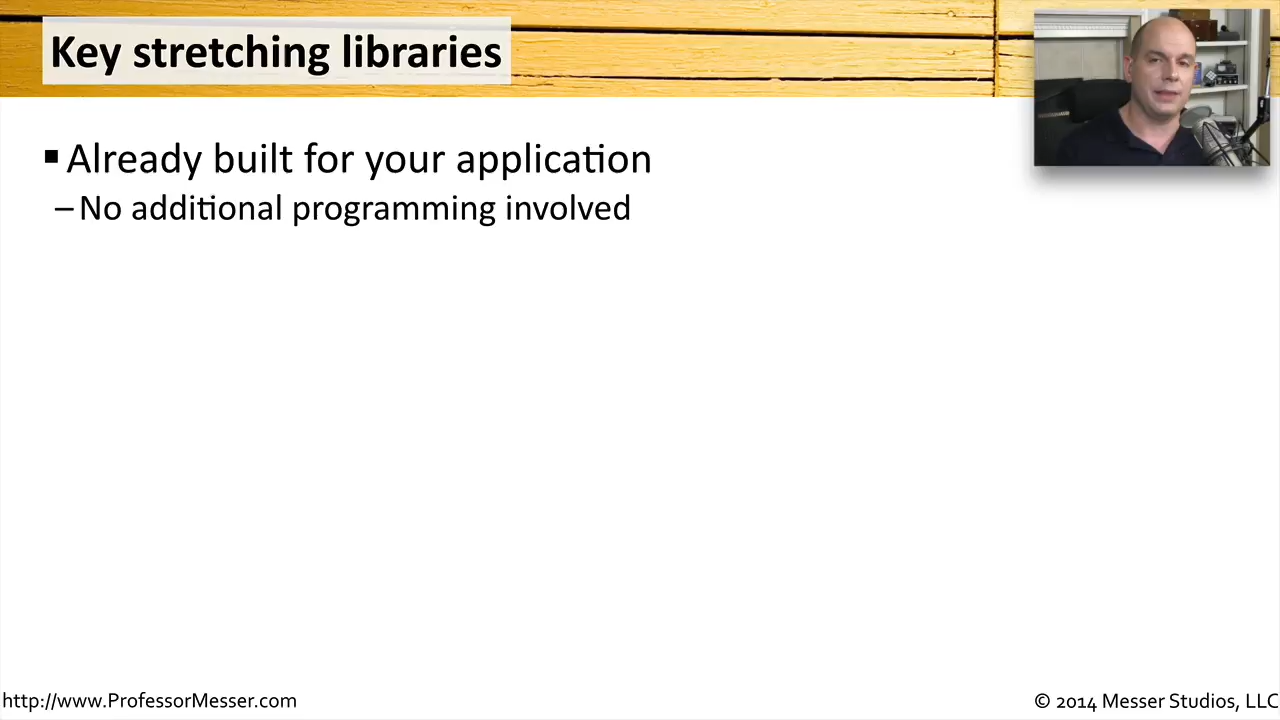 Key stretching libraries
▪ Already built for your application
– No additional programming involved
http://www.ProfessorMesser.com
© 2014 Messer Studios, LLC